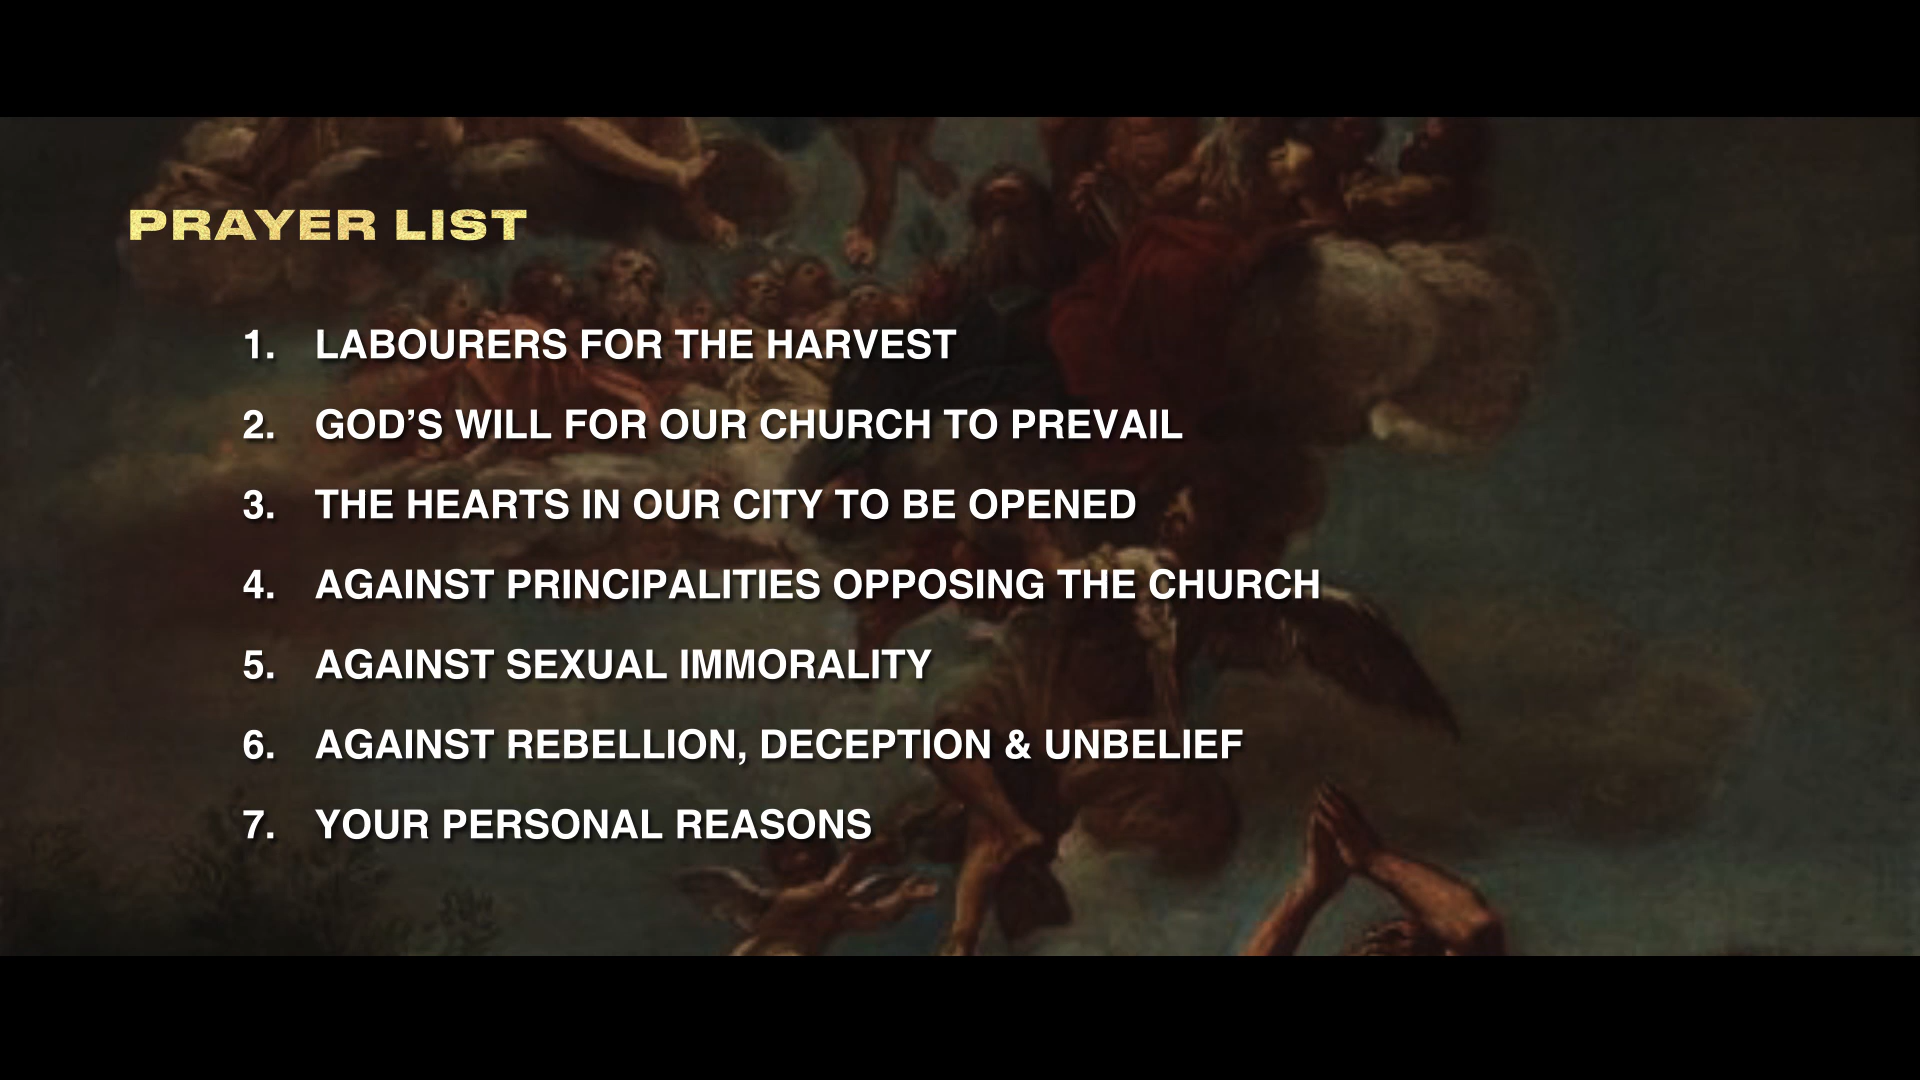 PRAYER LIST
1. LABOURERS FOR THE HARVEST
2. GOD’S WILL FOR OUR CHURCH TO PREVAIL
3. THE HEARTS IN OUR CITY TO BE OPENED
4. AGAINST PRINCIPALITIES OPPOSING THE CHURCH
5. AGAINST SEXUAL IMMORALITY
6. AGAINST REBELLION, DECEPTION & UNBELIEF
7. YOUR PERSONAL REASONS